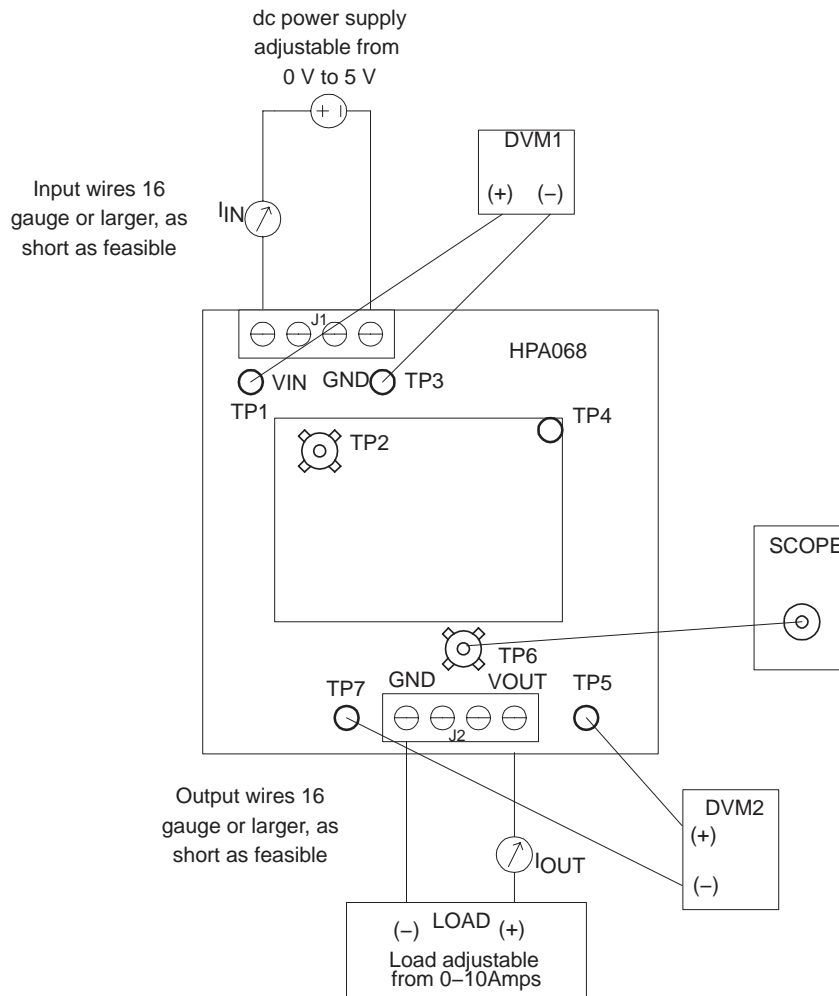 dc power supply
adjustable from
0 V to 5 V
+ –
DVM1
(+) (–)
Input wires 16
gauge or larger, as
short as feasible
IIN
J1
HPA068
VIN GND TP3
TP1
TP4
TP2
SCOPE
TP6
GND VOUT
TP7 TP5
J2
Output wires 16
gauge or larger, as
short as feasible
DVM2
(+)
(–)
IOUT
(–) LOAD (+)
Load adjustable
from 0–10Amps